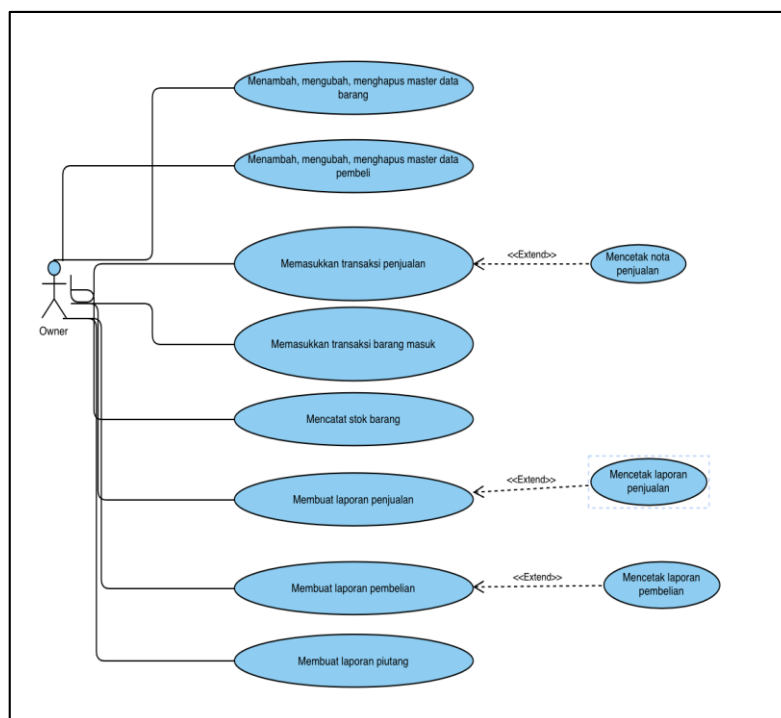 Menambah, mengubah, menghapus master data
barang
Menambah, mengubah, menghapus master data
pembeli
Memasukkan transaksi penjualan
<<Extend>>
Mencetak nota
penjualan
Owner
Memasukkan transaksi barang masuk
Mencatat stok barang
Membuat laporan penjualan
<<Extend>>
Mencetak laporan
penjualan
Membuat laporan pembelian
<<Extend>>
Mencetak laporan
pembelian
Membuat laporan piutang